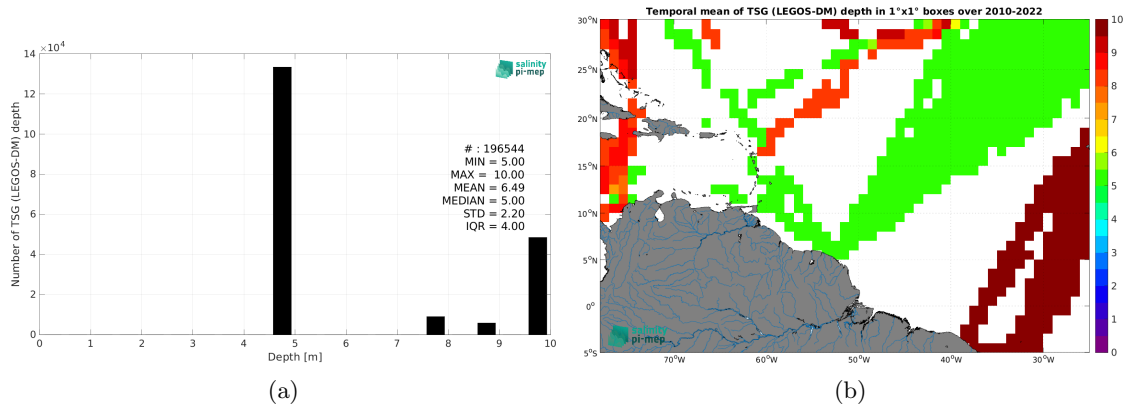 ×10⁴
14
12
10
8
6
4
2
0
Number of TSG (LEGOS-DM) depth
0 1 2 3 4 5 6 7 8 9 10
Depth [m]
salinity
pi-mep
# : 196544
MIN = 5.00
MAX = 10.00
MEAN = 6.49
MEDIAN = 5.00
STD = 2.20
IQR = 4.00
(a)
Temporal mean of TSG (LEGOS-DM) depth in 1°x1° boxes over 2010-2022
30°N
25°N
20°N
15°N
10°N
5°N
0°
5°S
70°W 60°W 50°W 40°W 30°W
salinity
pi-mep
10
9
8
7
6
5
4
3
2
1
0
(b)